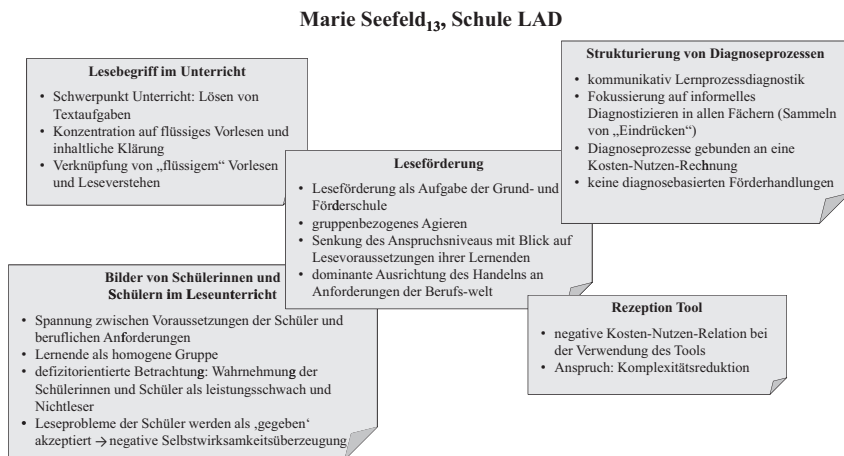 Marie Seefeld13, Schule LAD
Lesebegriff im Unterricht
• Schwerpunkt Unterricht: Lösen von
Textaufgaben
• Konzentration auf flüssiges Vorlesen und
inhaltliche Klärung
• Verknüpfung von „flüssigem“ Vorlesen
und Leseverstehen
Strukturierung von Diagnoseprozessen
• kommunikativ Lernprozessdiagnostik
• Fokussierung auf informelles
Diagnostizieren in allen Fächern (Sammeln
von „Eindrücken“)
• Diagnoseprozesse gebunden an eine
Kosten-Nutzen-Rechnung
• keine diagnosebasierten Förderhandlungen
Leseförderung
• Leseförderung als Aufgabe der Grund- und
Förderschule
• gruppenbezogenes Agieren
• Senkung des Anspruchsniveaus mit Blick auf
Lesevoraussetzungen ihrer Lernenden
• dominante Ausrichtung des Handelns an
Anforderungen der Berufs-welt
Bilder von Schülerinnen und
Schülern im Leseunterricht
• Spannung zwischen Voraussetzungen der Schüler und
beruflichen Anforderungen
• Lernende als homogene Gruppe
• defizitorientierte Betrachtung: Wahrnehmung der
Schülerinnen und Schüler als leistungsschwach und
Nichtleser
• Leseprobleme der Schüler werden als ‚gegeben‘
akzeptiert → negative Selbstwirksamkeitsüberzeugung
Rezeption Tool
• negative Kosten-Nutzen-Relation bei
der Verwendung des Tools
• Anspruch: Komplexitätsreduktion